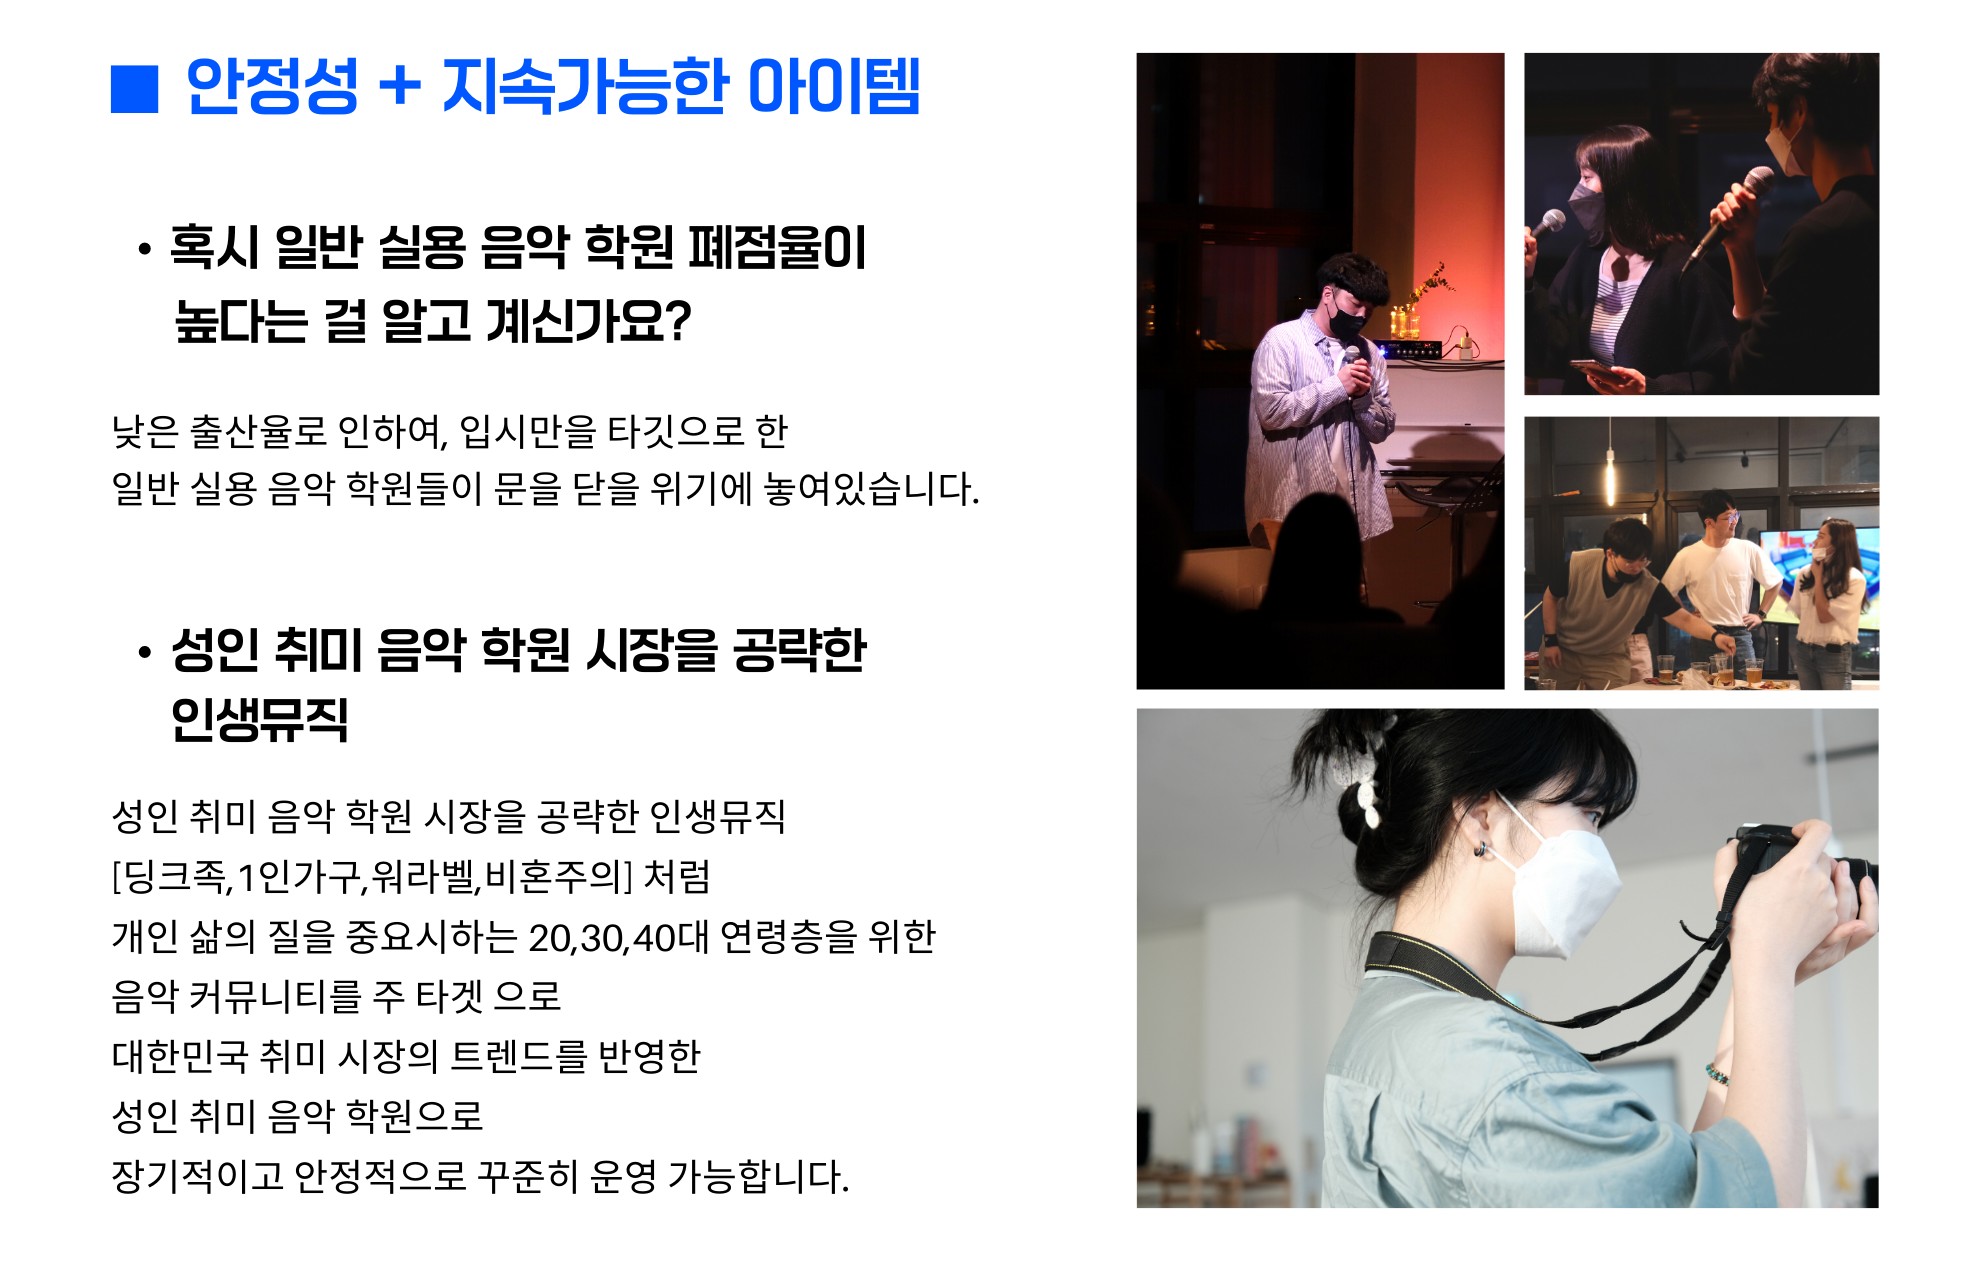 ■ 안정성 + 지속가능한 아이템
• 혹시 일반 실용 음악 학원 폐점율이
높다는 걸 알고 계신가요?
낮은 출산율로 인하여, 입시만을 타깃으로 한
일반 실용 음악 학원들이 문을 닫을 위기에 놓여있습니다.
• 성인 취미 음악 학원 시장을 공략한
인생뮤직
성인 취미 음악 학원 시장을 공략한 인생뮤직
[딩크족,1인가구,워라벨,비혼주의] 처럼
개인 삶의 질을 중요시하는 20,30,40대 연령층을 위한
음악 커뮤니티를 주 타겟 으로
대한민국 취미 시장의 트렌드를 반영한
성인 취미 음악 학원으로
장기적이고 안정적으로 꾸준히 운영 가능합니다.